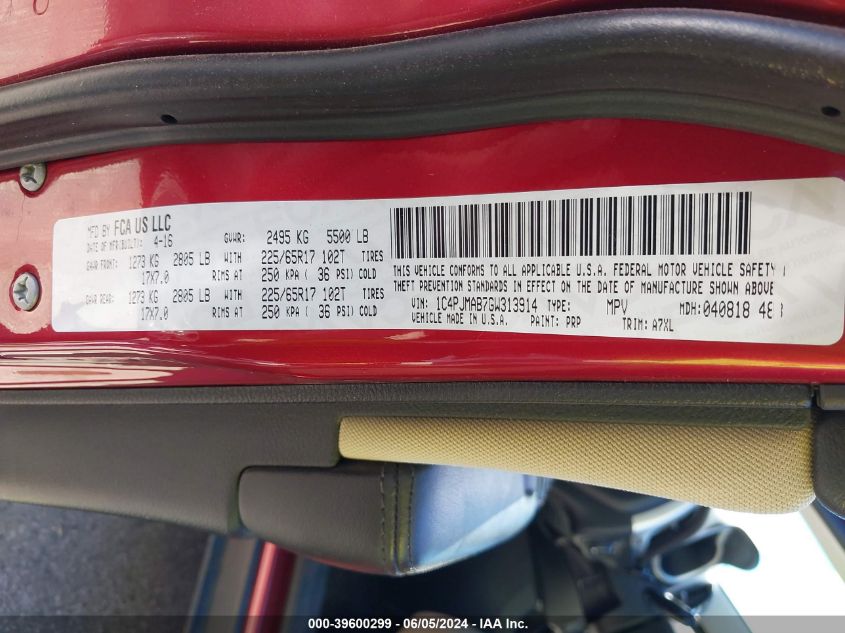 MFD BY FCA US LLC
DATE OF MFR(BUILT): 4-16 GVWR: 2495 KG 5500 LB
GAWR FRONT: 1273 KG 2805 LB WITH 225/65R17 102T TIRES
17X7.0 RIMS AT 250 KPA ( 36 PSI) COLD
GAWR REAR: 1273 KG 2805 LB WITH 225/65R17 102T TIRES
17X7.0 RIMS AT 250 KPA ( 36 PSI) COLD
THIS VEHICLE CONFORMS TO ALL APPLICABLE U.S.A. FEDERAL MOTOR VEHICLE SAFETY
THEFT PREVENTION STANDARDS IN EFFECT ON THE DATE OF MANUFACTURE SHOWN ABOVE
VIN: 1C4PJMAB7GW313914 TYPE: MPV MDH: 040818 48
VEHICLE MADE IN U.S.A. PAINT: PRP TRIM: A7XL
000-39600299 - 06/05/2024 - IAA Inc.